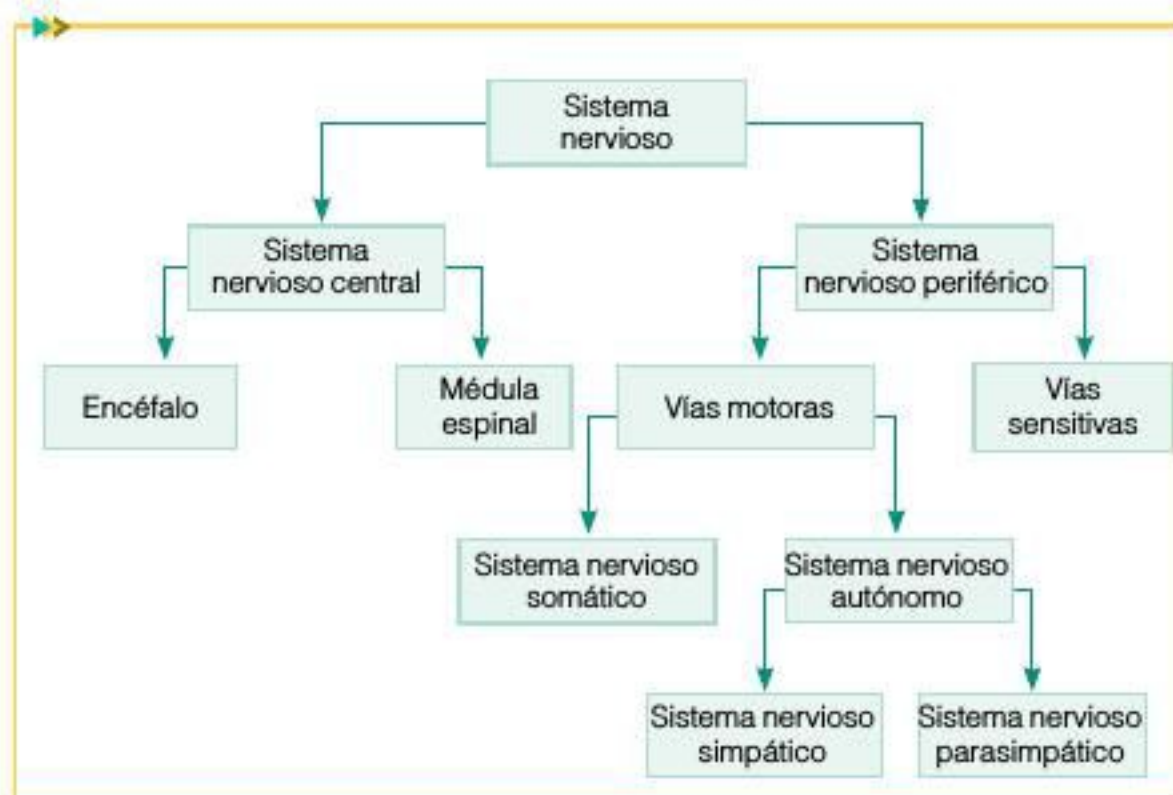 Sistema
nervioso
Sistema
nervioso central
Sistema
nervioso periférico
Encéfalo
Médula
espinal
Vías motoras
Vías
sensitivas
Sistema nervioso
somático
Sistema nervioso
autónomo
Sistema nervioso
simpático
Sistema nervioso
parasimpático